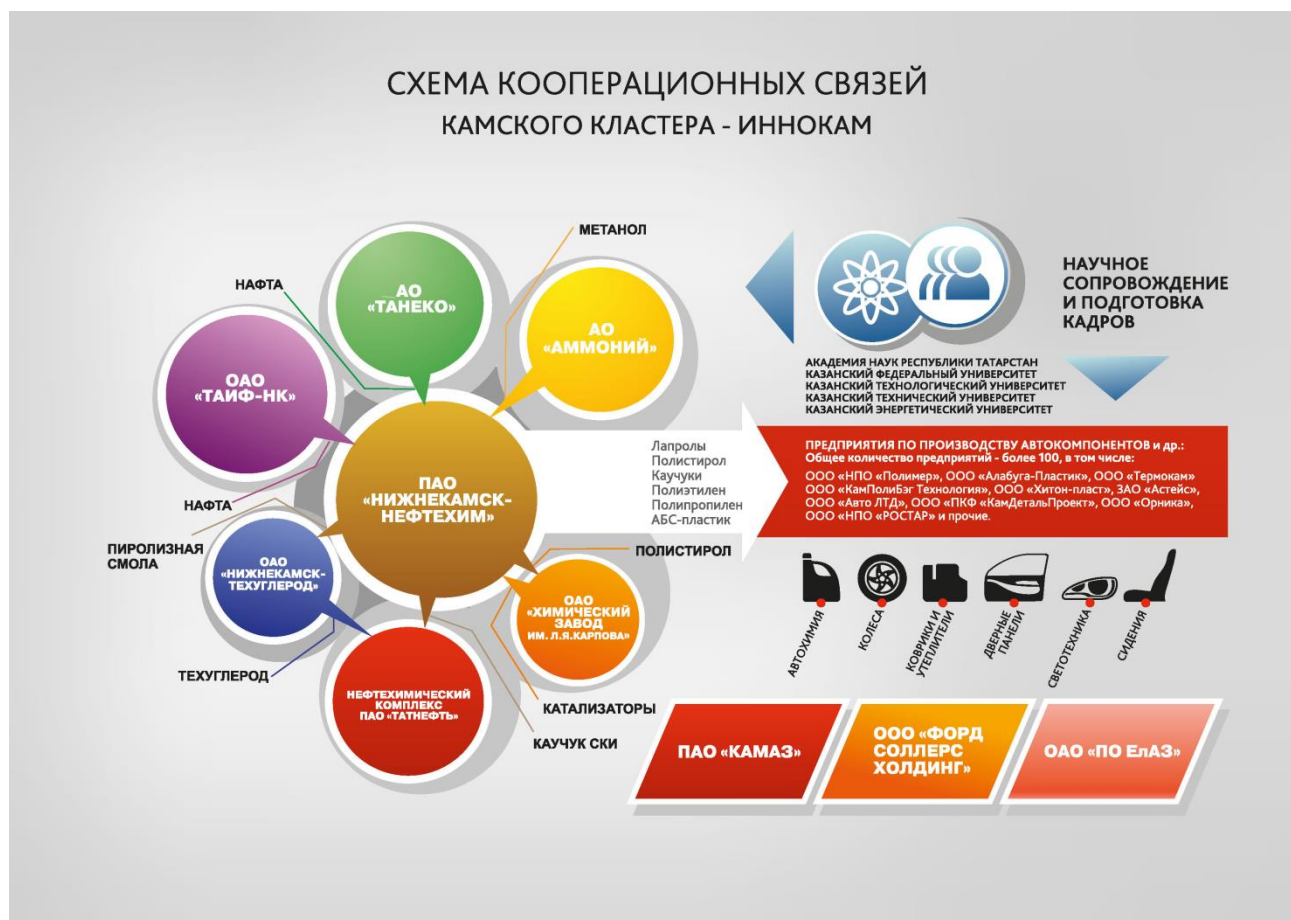 СХЕМА КООПЕРАЦИОННЫХ СВЯЗЕЙ
КАМСКОГО КЛАСТЕРА - ИННОКАМ
МЕТАНОЛ
НАФТА
АО
«ТАНЕКО»
АО
«АММОНИЙ»
ОАО
«ТАИФ-НК»
НАФТА
ПАО
«НИЖНЕКАМСК-
НЕФТЕХИМ»
ПИРОЛИЗНАЯ
СМОЛА
ОАО
«НИЖНЕКАМСК-
ТЕХУГЛЕРОД»
ТЕХУГЛЕРОД
НЕФТЕХИМИЧЕСКИЙ
КОМПЛЕКС
ПАО «ТАТНЕФТЬ»
ОАО
«ХИМИЧЕСКИЙ
ЗАВОД
ИМ. Л.Я.КАРПОВА»
ПОЛИСТИРОЛ
КАТАЛИЗАТОРЫ
КАУЧУК СКИ
Лапролы
Полистирол
Каучуки
Полиэтилен
Полипропилен
АБС-пластик
НАУЧНОЕ
СОПРОВОЖДЕНИЕ
И ПОДГОТОВКА
КАДРОВ
АКАДЕМИЯ НАУК РЕСПУБЛИКИ ТАТАРСТАН
КАЗАНСКИЙ ФЕДЕРАЛЬНЫЙ УНИВЕРСИТЕТ
КАЗАНСКИЙ ТЕХНОЛОГИЧЕСКИЙ УНИВЕРСИТЕТ
КАЗАНСКИЙ ТЕХНИЧЕСКИЙ УНИВЕРСИТЕТ
КАЗАНСКИЙ ЭНЕРГЕТИЧЕСКИЙ УНИВЕРСИТЕТ
ПРЕДПРИЯТИЯ ПО ПРОИЗВОДСТВУ АВТОКОМПОНЕНТОВ и др.:
Общее количество предприятий - более 100, в том числе:
ООО «НПО «Полимер», ООО «Алабуга-Пластик», ООО «Термокам»
ООО «КамПолиБэг Технология», ООО «Хитон-пласт», ЗАО «Астейс»,
ООО «Авто ЛТД», ООО «ПКФ «КамДетальПроект», ООО «Орника»,
ООО «НПО «РОСТАР» и прочие.
АВТОХИМИЯ
КОЛЕСА
КОВРИКИ И
УТЕПЛИТЕЛИ
ДВЕРНЫЕ
ПАНЕЛИ
СВЕТОТЕХНИКА
СИДЕНИЯ
ПАО «КАМАЗ»
ООО «ФОРД
СОЛЛЕРС
ХОЛДИНГ»
ОАО «ПО ЕлАЗ»